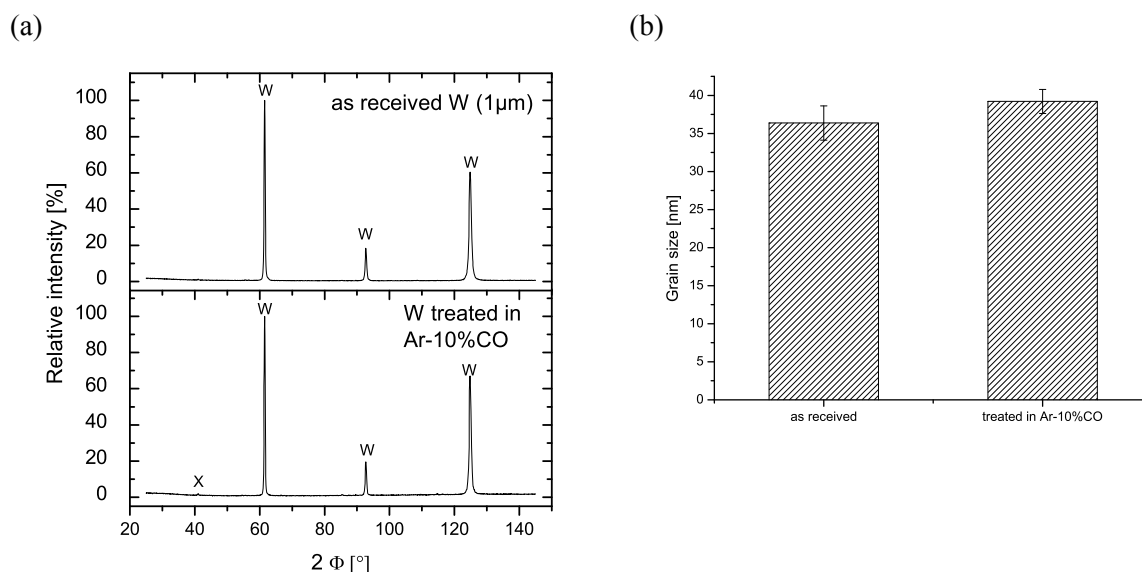 (a)
(b)
Relative intensity [%]
100
80
60
40
20
0
as received W (1µm)
W
W
W
100
80
60
40
20
0
W treated in
Ar-10%CO
X
W
W
W
20 40 60 80 100 120 140
2 Φ [°]
Grain size [nm]
40
35
30
25
20
15
10
5
0
as received treated in Ar-10%CO